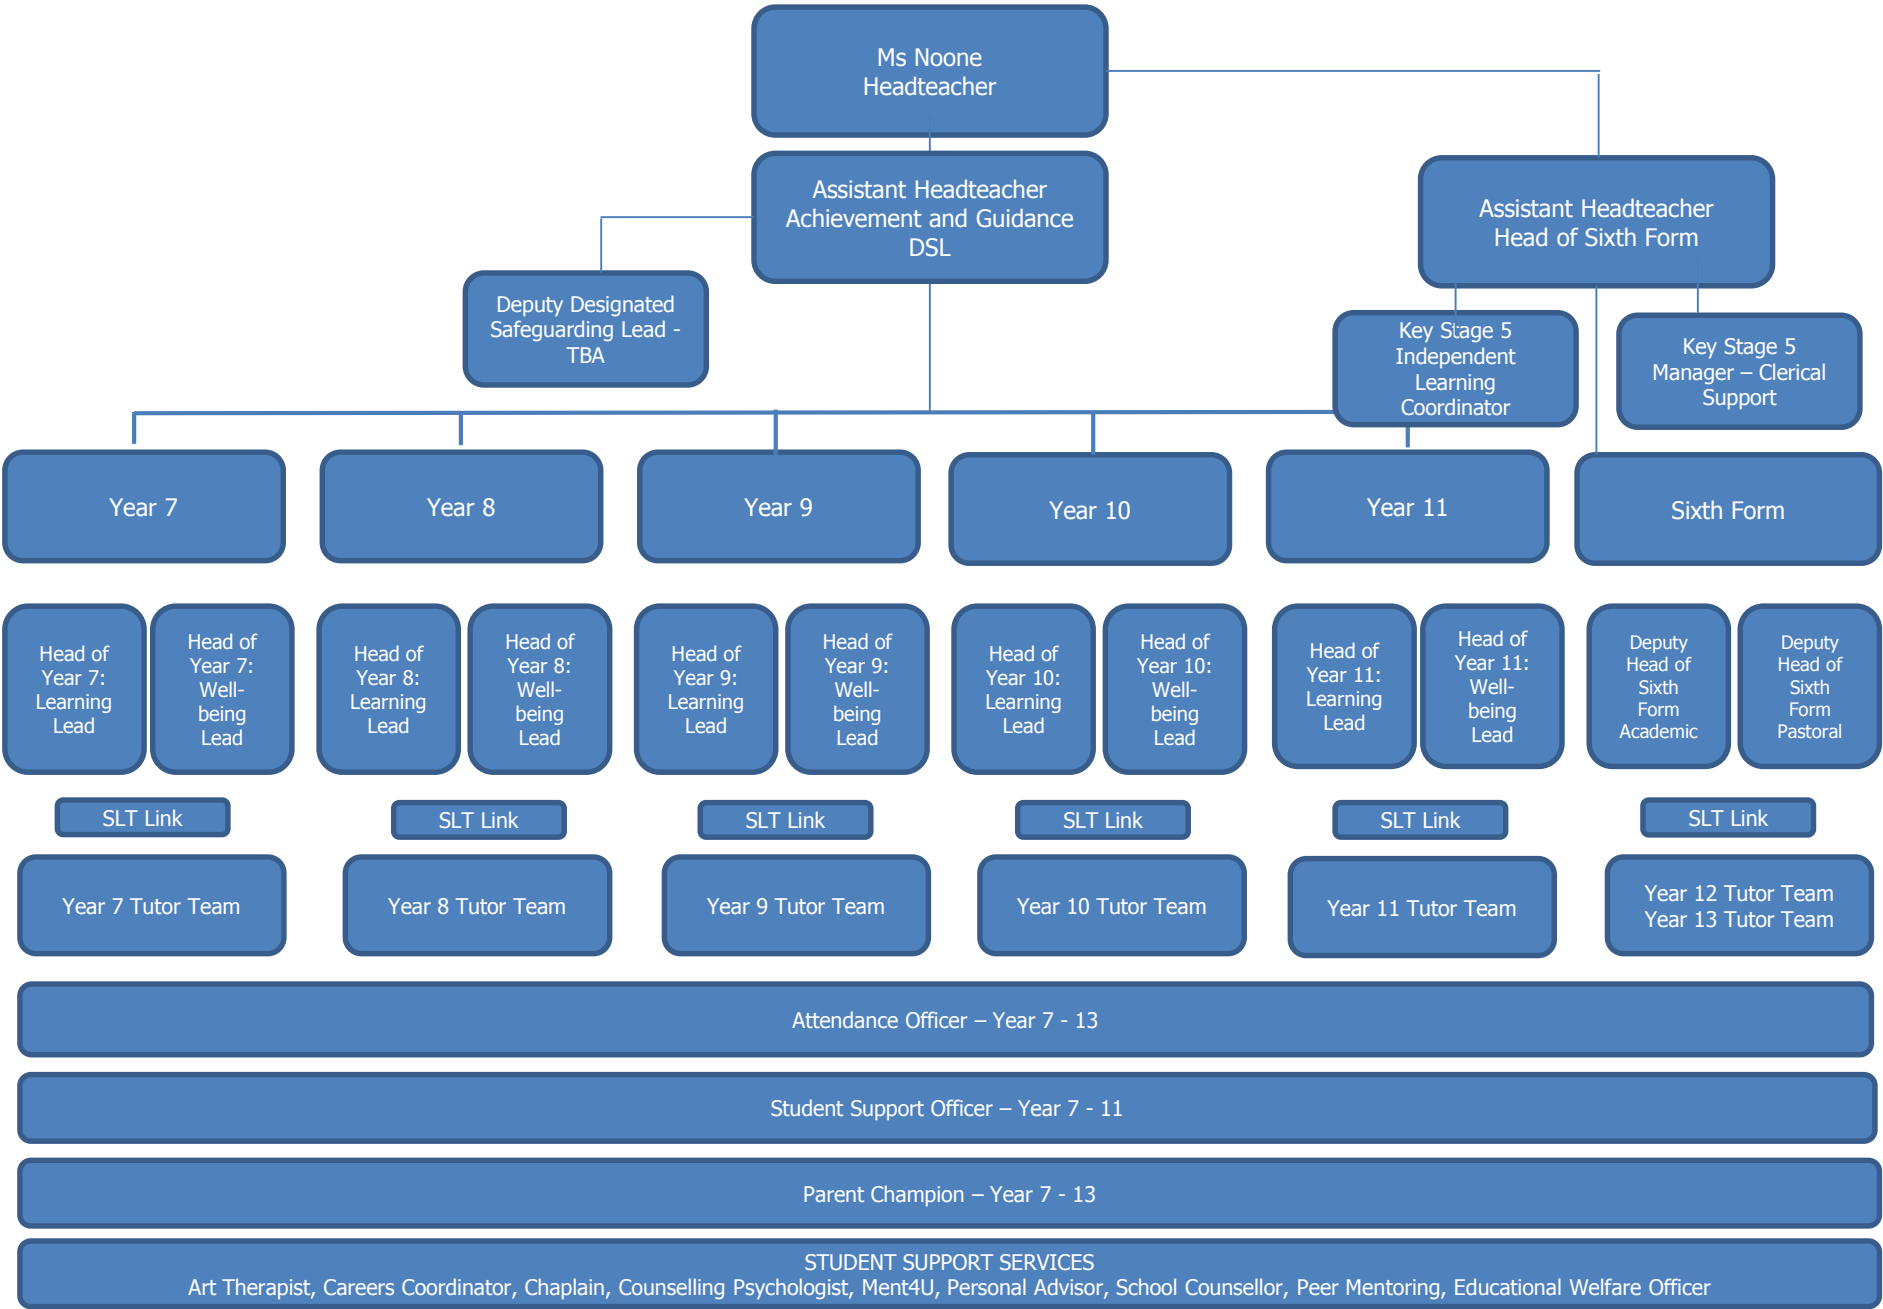 Ms Noone
Headteacher
Assistant Headteacher
Achievement and Guidance
DSL
Assistant Headteacher
Head of Sixth Form
Deputy Designated
Safeguarding Lead -
TBA
Key Stage 5
Independent
Learning
Coordinator
Key Stage 5
Manager – Clerical
Support
Year 7
Year 8
Year 9
Year 10
Year 11
Sixth Form
Head of
Year 7:
Learning
Lead
Head of
Year 7:
Well-
being
Lead
Head of
Year 8:
Learning
Lead
Head of
Year 8:
Well-
being
Lead
Head of
Year 9:
Learning
Lead
Head of
Year 9:
Well-
being
Lead
Head of
Year 10:
Learning
Lead
Head of
Year 10:
Well-
being
Lead
Head of
Year 11:
Learning
Lead
Head of
Year 11:
Well-
being
Lead
Deputy
Head of
Sixth
Form
Academic
Deputy
Head of
Sixth
Form
Pastoral
SLT Link
SLT Link
SLT Link
SLT Link
SLT Link
SLT Link
Year 7 Tutor Team
Year 8 Tutor Team
Year 9 Tutor Team
Year 10 Tutor Team
Year 11 Tutor Team
Year 12 Tutor Team
Year 13 Tutor Team
Attendance Officer – Year 7 - 13
Student Support Officer – Year 7 - 11
Parent Champion – Year 7 - 13
STUDENT SUPPORT SERVICES
Art Therapist, Careers Coordinator, Chaplain, Counselling Psychologist, Ment4U, Personal Advisor, School Counsellor, Peer Mentoring, Educational Welfare Officer